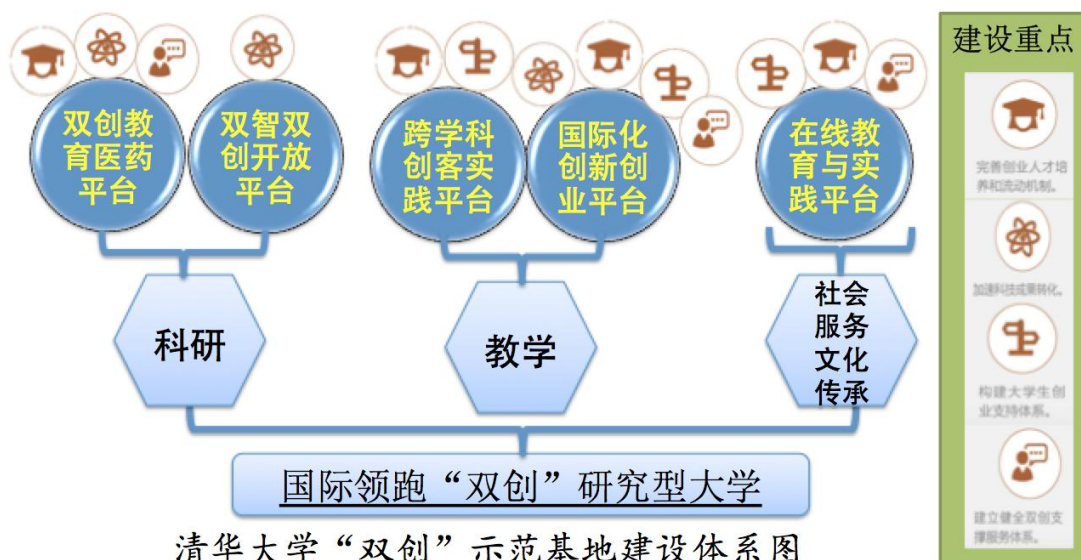 双创教
育医药
平台
双智双
创开放
平台
跨学科
创客实
践平台
国际化
创新创
业平台
在线教
育与实
践平台
科研
教学
社会
服务
文化
传承
国际领跑“双创”研究型大学
清华大学“双创”示范基地建设体系图
建设重点
完善创业人才培
养和流动机制。
加速科技成果转化。
构建大学生创
业支持体系。
建立健全双创支
撑服务体系。